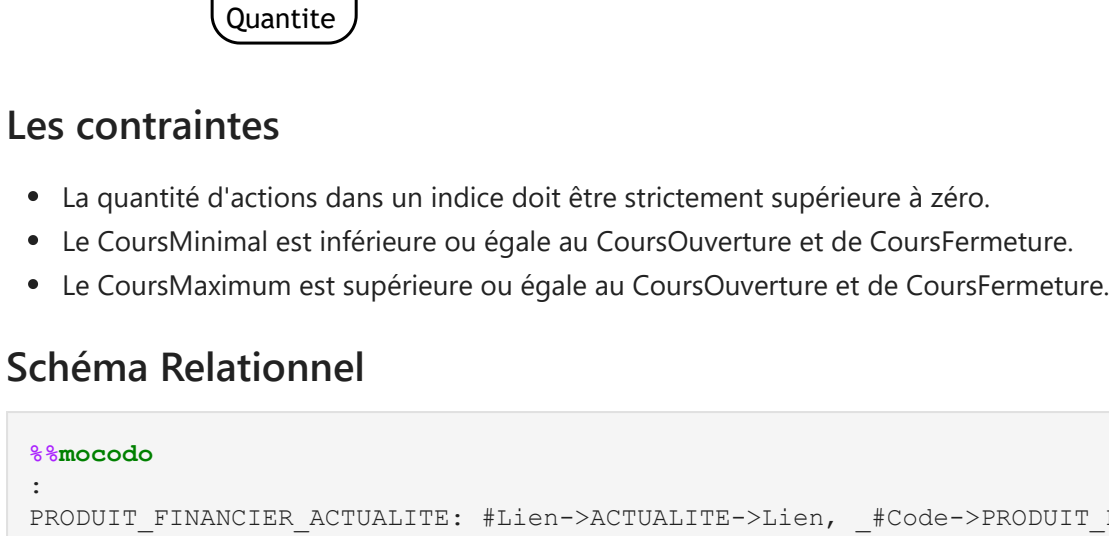 Quantite
Les contraintes
La quantité d'actions dans un indice doit être strictement supérieure à zéro.
Le CoursMinimal est inférieure ou égale au CoursOuverture et de CoursFermeture.
Le CoursMaximum est supérieure ou égale au CoursOuverture et de CoursFermeture.
Schéma Relationnel
%%mocodo
:
PRODUIT_FINANCIER_ACTUALITE: #Lien->ACTUALITE->Lien, _#Code->PRODUIT_